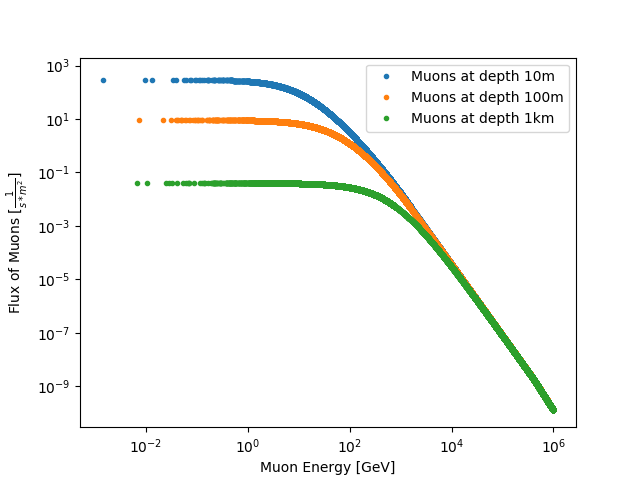 Muons at depth 10m
Muons at depth 100m
Muons at depth 1km
10³
10¹
10⁻¹
10⁻³
10⁻⁵
10⁻⁷
10⁻⁹
Flux of Muons [1/(s*m²)]
10⁻² 10⁰ 10² 10⁴ 10⁶
Muon Energy [GeV]